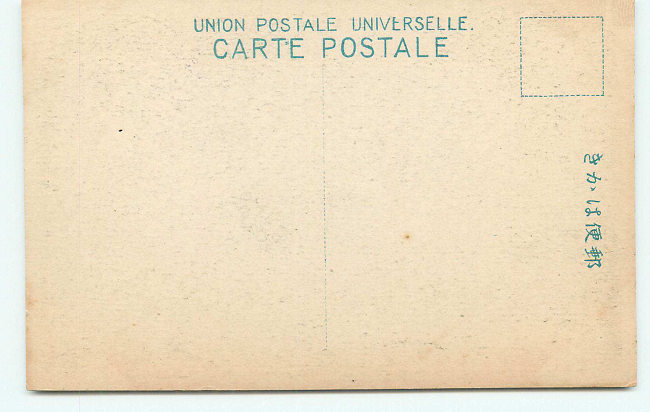 UNION POSTALE UNIVERSELLE.
CARTE POSTALE
きかは便郵